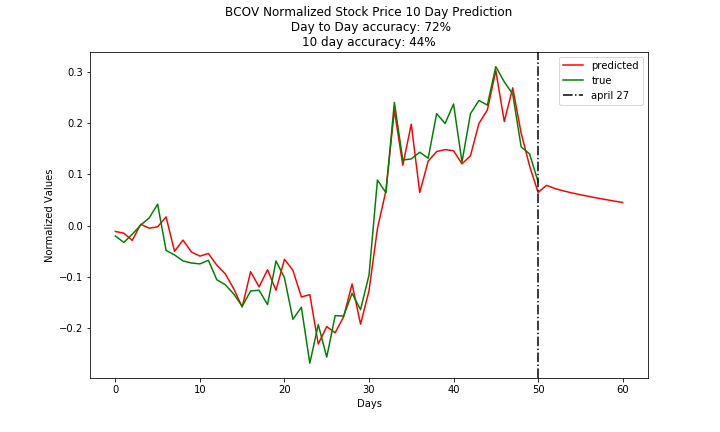 BCOV Normalized Stock Price 10 Day Prediction
Day to Day accuracy: 72%
10 day accuracy: 44%
predicted
true
april 27
0.3
0.2
0.1
0.0
−0.1
−0.2
Normalized Values
0
10
20
30
40
50
60
Days